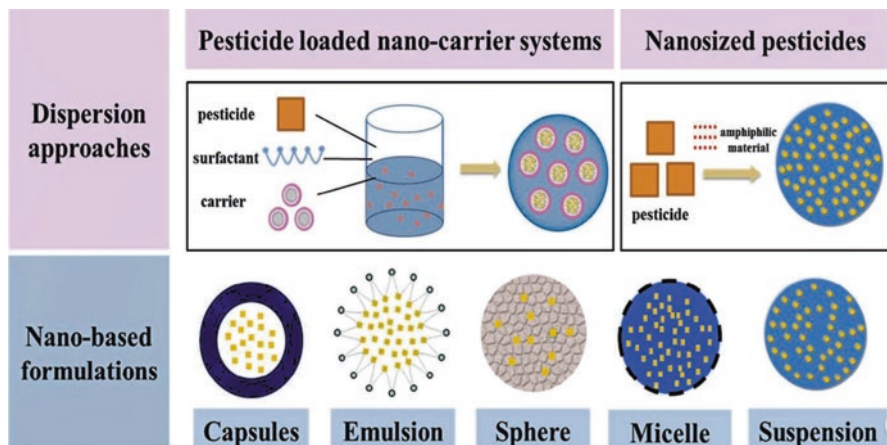 Pesticide loaded nano-carrier systems
Nanosized pesticides
Dispersion
approaches
pesticide
surfactant
carrier
amphiphilic
material
pesticide
Nano-based
formulations
Capsules
Emulsion
Sphere
Micelle
Suspension